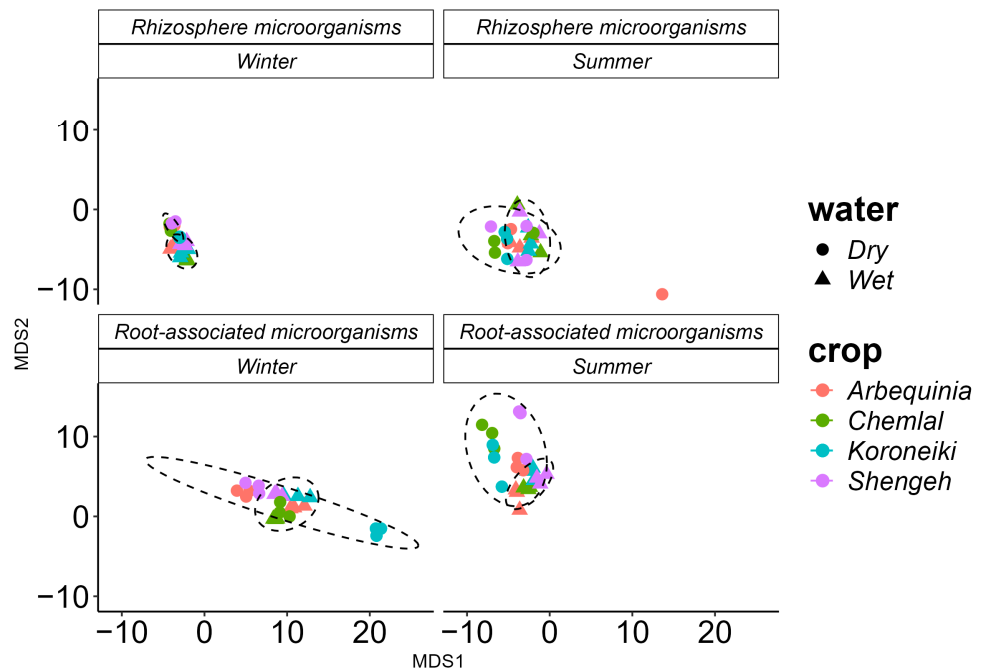 Rhizosphere microorganisms
Rhizosphere microorganisms
Winter
Summer
10
0
−10
Root-associated microorganisms
Root-associated microorganisms
Winter
Summer
10
0
−10
−10 0 10 20
−10 0 10 20
MDS1
MDS2
water
Dry
Wet
crop
Arbequinia
Chemlal
Koroneiki
Shengeh